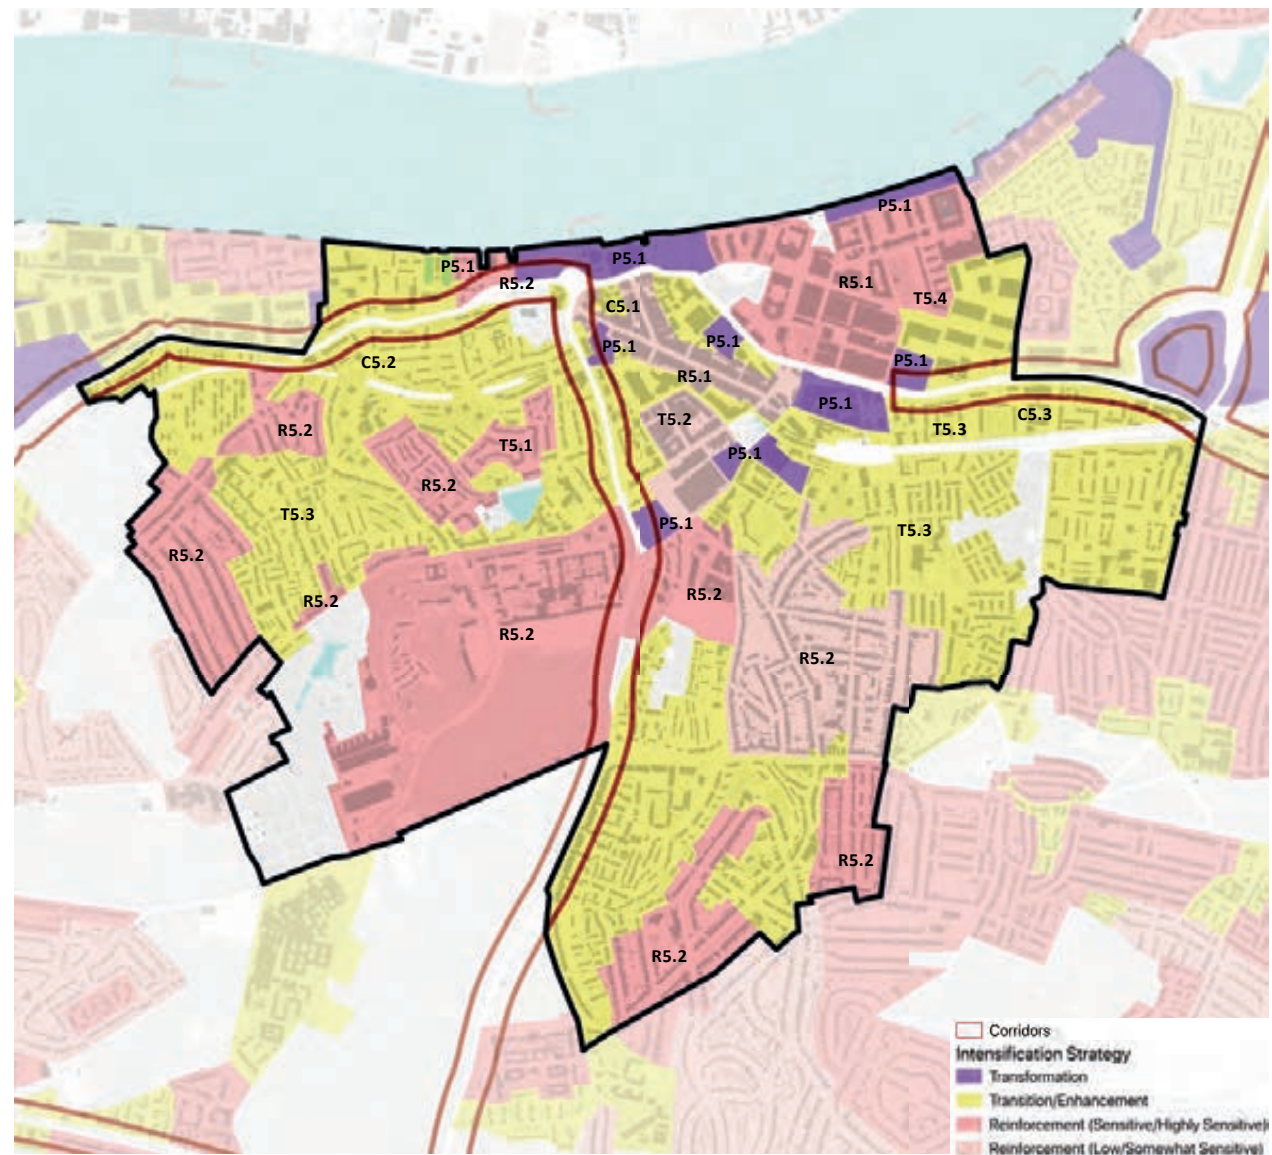 P5.1
P5.1
P5.1
R5.2
R5.1
T5.4
C5.1
P5.1
P5.1
C5.2
P5.1
R5.1
P5.1
T5.2
C5.3
T5.3
R5.2
T5.1
P5.1
R5.2
T5.3
P5.1
T5.3
R5.2
R5.2
R5.2
R5.2
R5.2
R5.2
R5.2
Corridors
Intensification Strategy
Transformation
Transition/Enhancement
Reinforcement (Sensitive/Highly Sensitive)
Reinforcement (Low/Somewhat Sensitive)